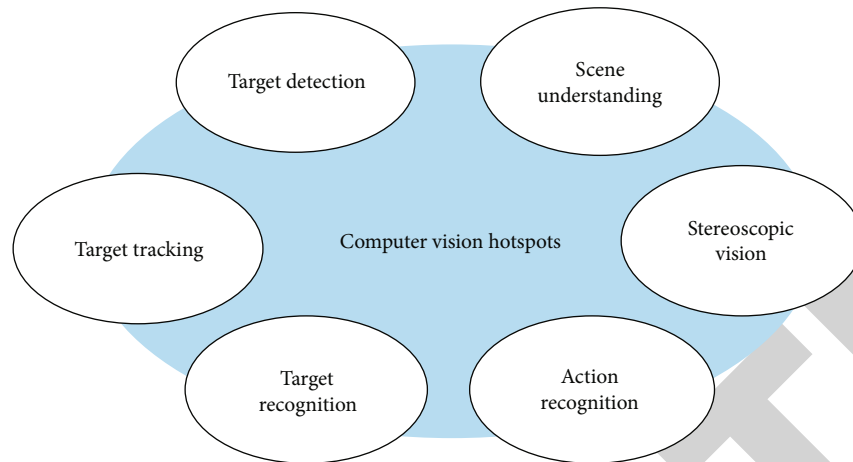 Target detection
Scene
understanding
Target tracking
Computer vision hotspots
Stereoscopic
vision
Target
recognition
Action
recognition